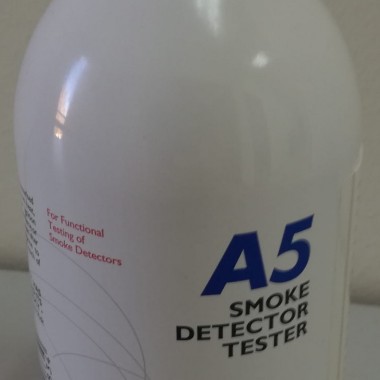 For Functional
Testing of
Smoke Detectors
A5
SMOKE
DETECTOR
TESTER